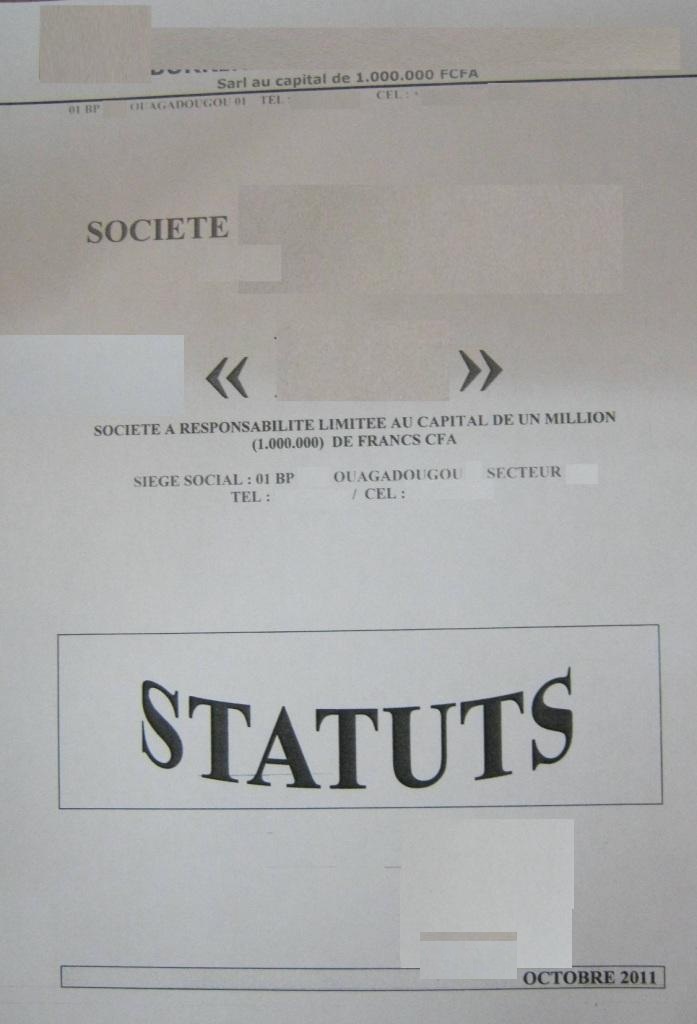 Sarl au capital de 1.000.000 FCFA
01 BP OUAGADOUGOU 01 TEL : CEL :
SOCIETE
« »
SOCIETE A RESPONSABILITE LIMITEE AU CAPITAL DE UN MILLION
(1.000.000) DE FRANCS CFA
SIEGE SOCIAL : 01 BP OUAGADOUGOU SECTEUR
TEL : / CEL :
STATUTS
OCTOBRE 2011